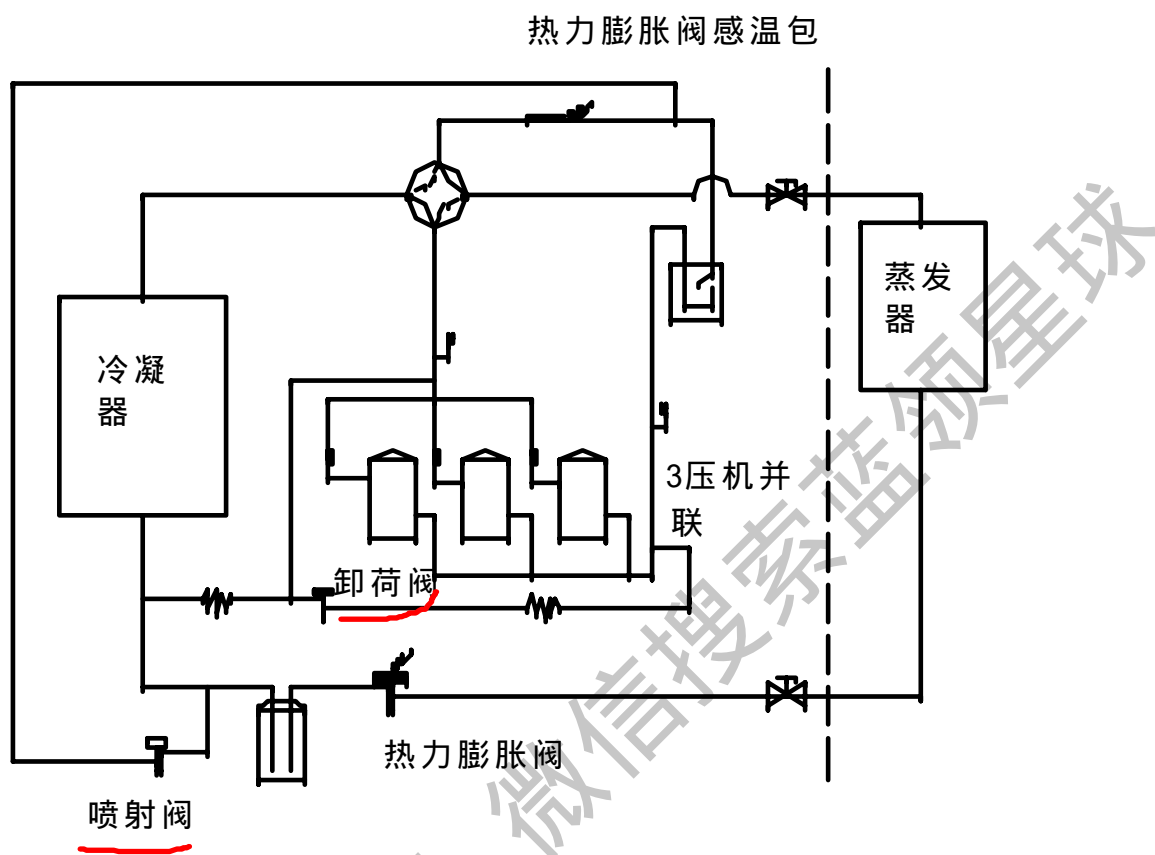 热力膨胀阀感温包
蒸发
器
冷凝
器
3压机并
联
卸荷阀
热力膨胀阀
喷射阀
微信搜索蓝领星球